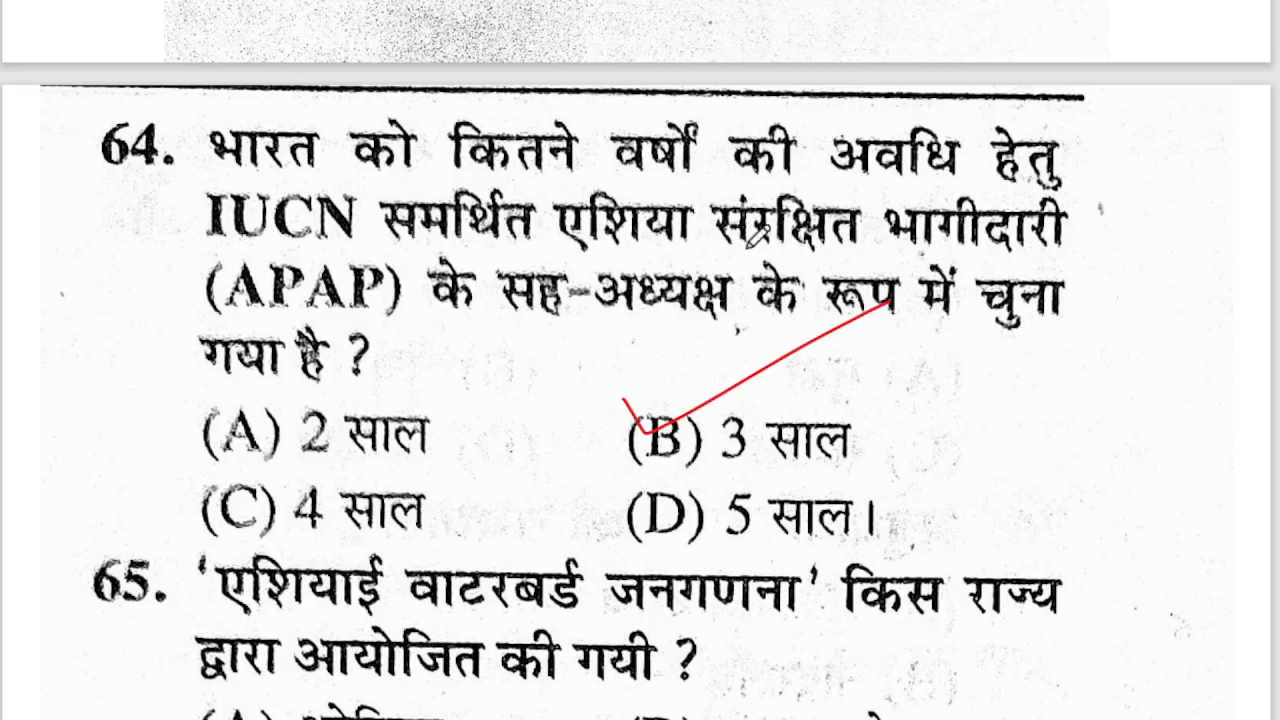 64. भारत को कितने वर्षों की अवधि हेतु
IUCN समर्थित एशिया संरक्षित भागीदारी
(APAP) के सह-अध्यक्ष के रूप में चुना
गया है ?
(A) 2 साल (B) 3 साल
(C) 4 साल (D) 5 साल।
65. 'एशियाई वाटरबर्ड जनगणना' किस राज्य
द्वारा आयोजित की गयी ?